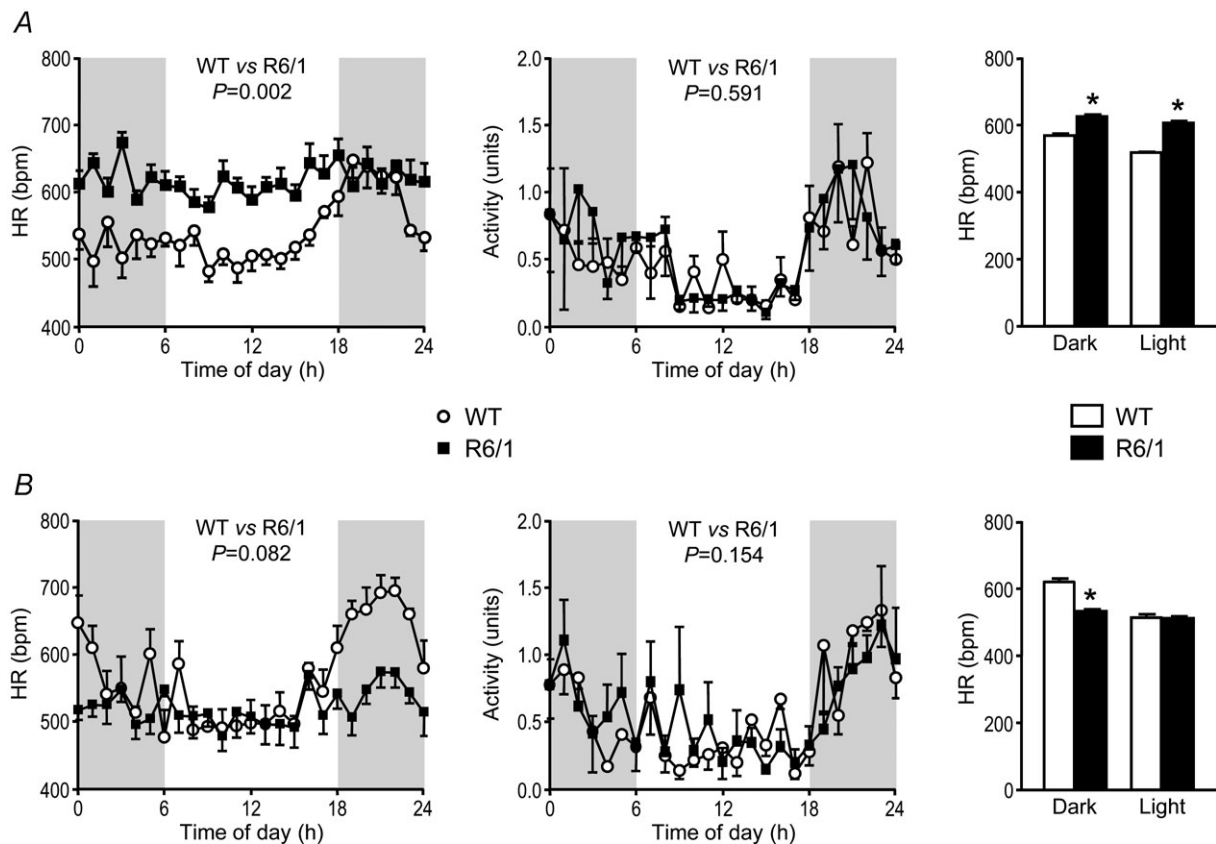 A
WT vs R6/1
P=0.002
HR (bpm)
800
700
600
500
400
0
6
12
18
24
Time of day (h)
WT vs R6/1
P=0.591
Activity (units)
2.0
1.5
1.0
0.5
0.0
0
6
12
18
24
Time of day (h)
HR (bpm)
800
600
400
200
0
*
*
Dark
Light
WT
R6/1
WT
R6/1
B
WT vs R6/1
P=0.082
HR (bpm)
800
700
600
500
400
0
6
12
18
24
Time of day (h)
WT vs R6/1
P=0.154
Activity (units)
2.0
1.5
1.0
0.5
0.0
0
6
12
18
24
Time of day (h)
HR (bpm)
800
600
400
200
0
*
Dark
Light